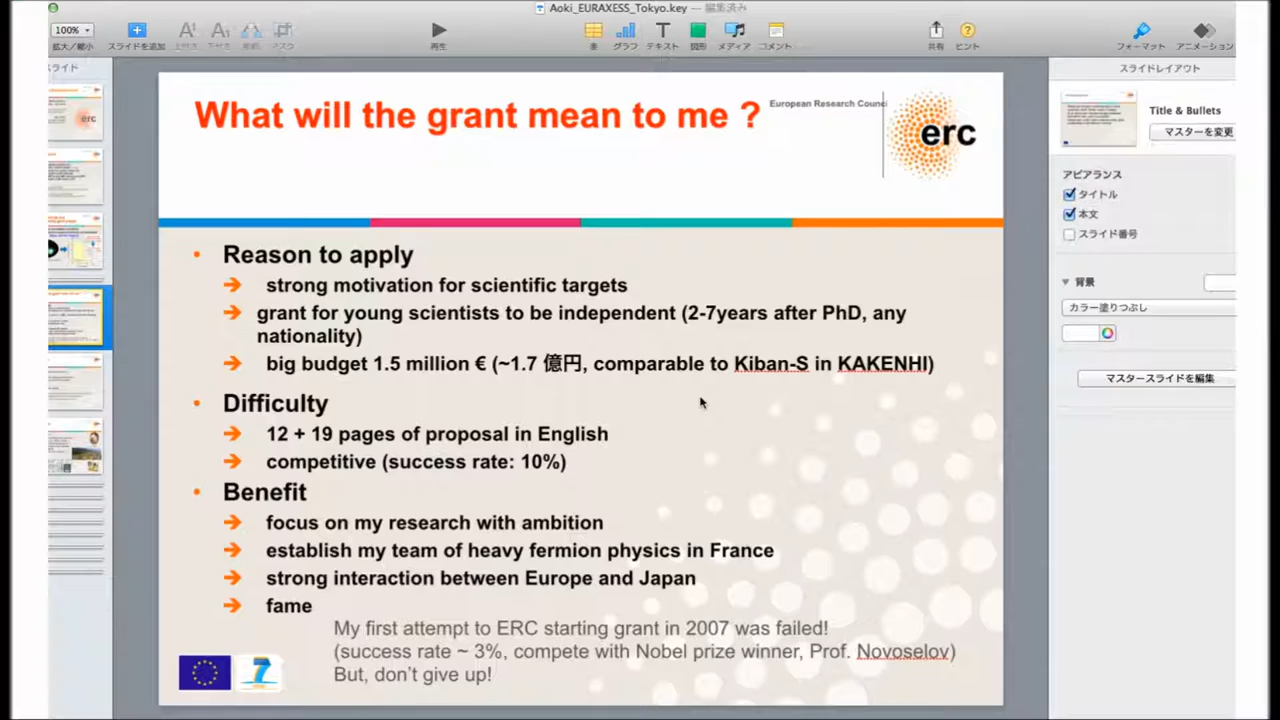 Aoki_EURAXESS_Tokyo.key — 編集済み
100%
拡大/縮小
スライドを追加
再生
表
グラフ
テキスト
図形
メディア
コメント
共有
ヒント
フォーマット
アニメーション
スライド
スライドレイアウト
What will the grant mean to me ?
European Research Counci
erc
Title & Bullets
マスターを変更
アピアランス
タイトル
本文
スライド番号
背景
カラー塗りつぶし
マスタースライドを編集
• Reason to apply
➔ strong motivation for scientific targets
➔ grant for young scientists to be independent (2-7years after PhD, any
nationality)
➔ big budget 1.5 million € (~1.7 億円, comparable to Kiban-S in KAKENHI)
• Difficulty
➔ 12 + 19 pages of proposal in English
➔ competitive (success rate: 10%)
• Benefit
➔ focus on my research with ambition
➔ establish my team of heavy fermion physics in France
➔ strong interaction between Europe and Japan
➔ fame
My first attempt to ERC starting grant in 2007 was failed!
(success rate ~ 3%, compete with Nobel prize winner, Prof. Novoselov)
But, don't give up!
7